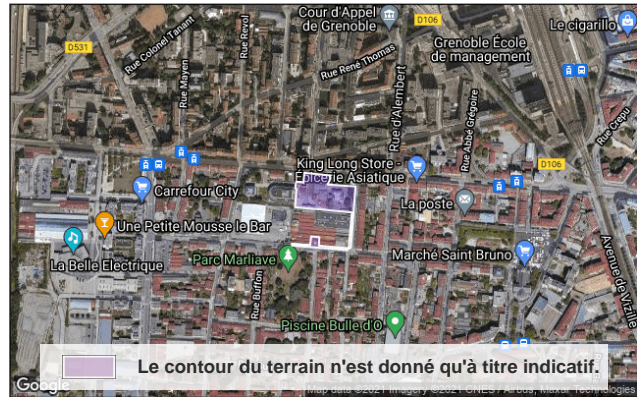 Cour d'Appel
de Grenoble
D106
Le cigarillo
D531
Rue Colonel Tanant
Rue Revol
Rue Mayen
Rue René Thomas
Grenoble École
de management
Rue d'Alembert
Rue Abbé Grégoire
Rue Crepu
King Long Store -
Épicerie Asiatique
D106
Carrefour City
La poste
Une Petite Mousse le Bar
La Belle Electrique
Parc Marliave
Marché Saint Bruno
Avenue de Vizille
Rue Buffon
Piscine Bulle d'O
Le contour du terrain n'est donné qu'à titre indicatif.
Google
Map data ©2021 Imagery ©2021 CNES / Airbus, Maxar Technologies